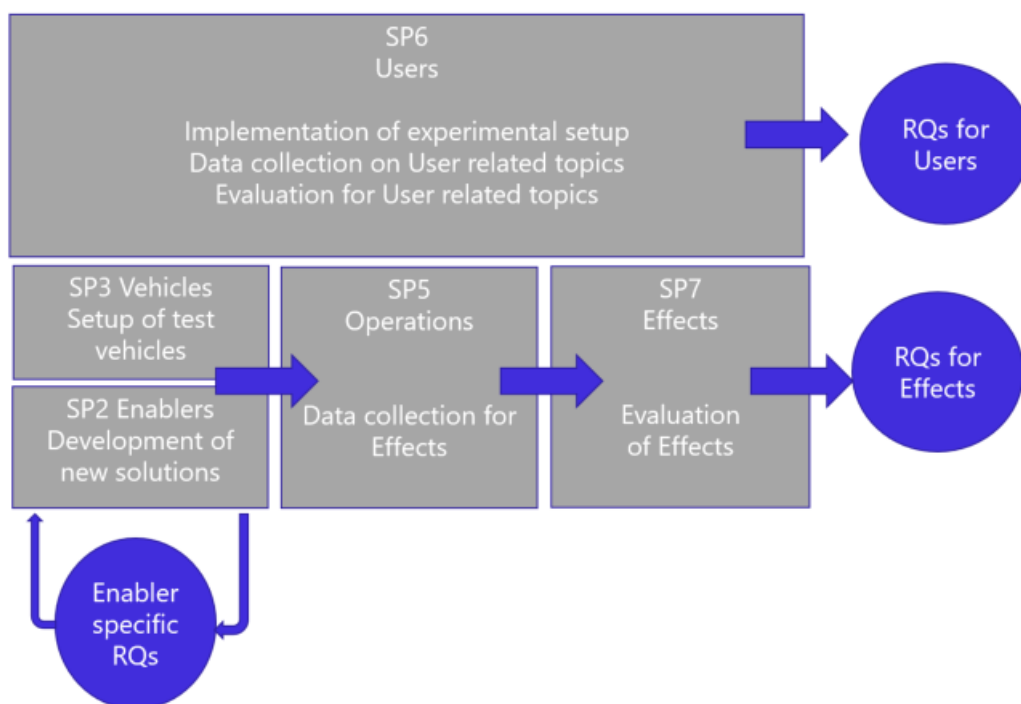 SP6
Users
Implementation of experimental setup
Data collection on User related topics
Evaluation for User related topics
RQs for
Users
SP3 Vehicles
Setup of test
vehicles
SP2 Enablers
Development of
new solutions
SP5
Operations
Data collection for
Effects
SP7
Effects
Evaluation
of Effects
RQs for
Effects
Enabler
specific
RQs